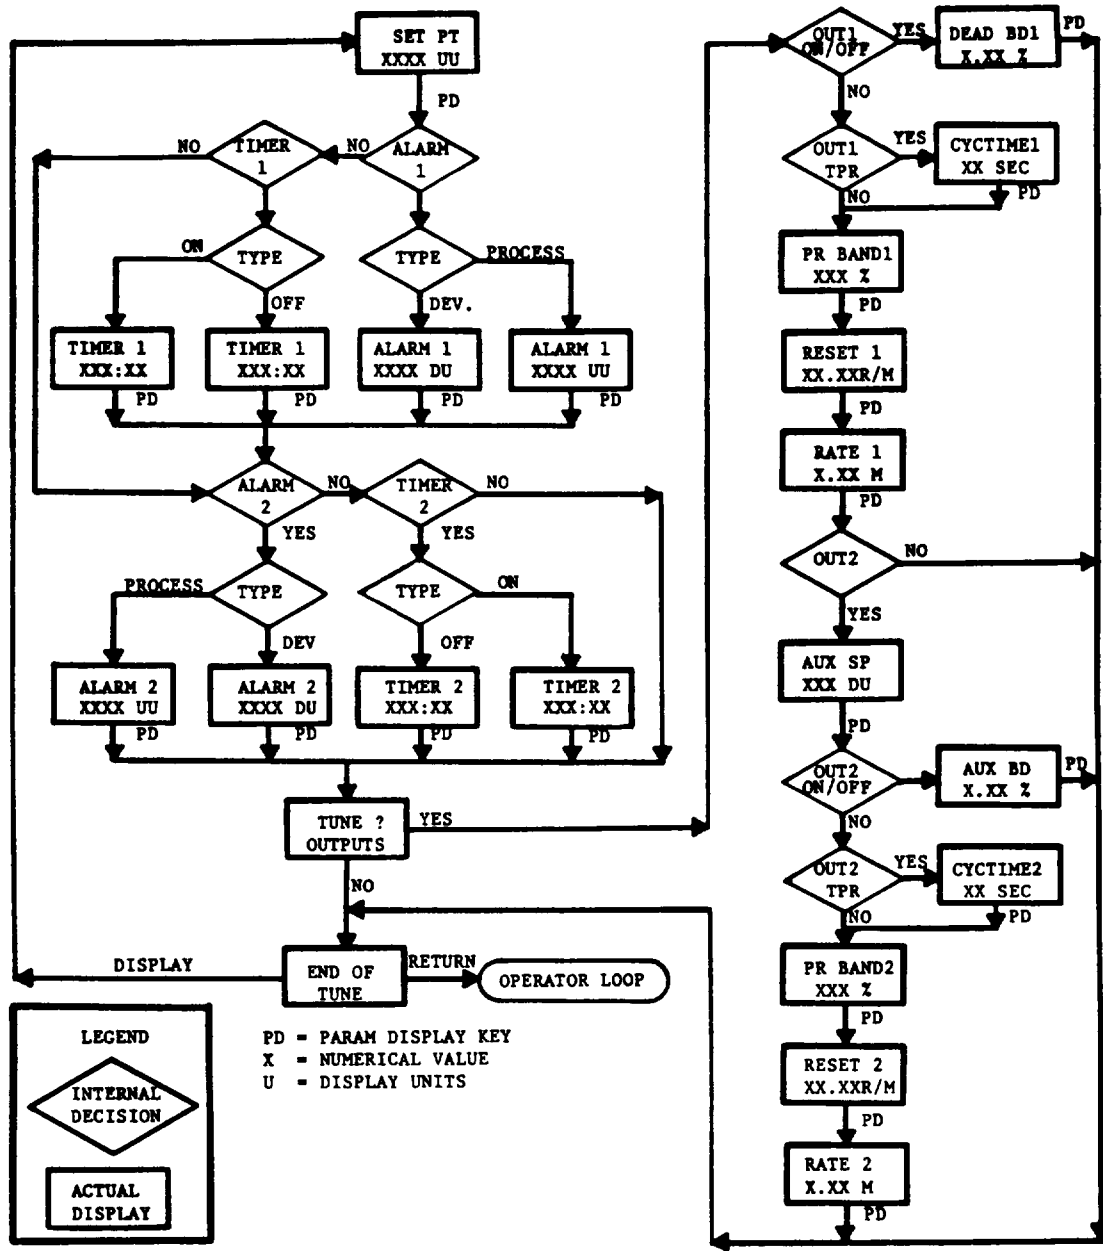 SET PT
XXXX UU
PD
NO
TIMER
1
NO
ALARM
1
ON
TYPE
TYPE
PROCESS
OFF
DEV.
TIMER 1
XXX:XX
TIMER 1
XXX:XX
ALARM 1
XXXX DU
ALARM 1
XXXX UU
PD
PD
PD
PD
ALARM
2
NO
TIMER
2
NO
YES
YES
PROCESS
TYPE
TYPE
ON
DEV
OFF
ALARM 2
XXXX UU
ALARM 2
XXXX DU
TIMER 2
XXX:XX
TIMER 2
XXX:XX
PD
PD
PD
PD
TUNE ?
OUTPUTS
YES
NO
DISPLAY
END OF
TUNE
RETURN
OPERATOR LOOP
LEGEND
INTERNAL
DECISION
ACTUAL
DISPLAY
PD = PARAM DISPLAY KEY
X = NUMERICAL VALUE
U = DISPLAY UNITS
OUT1
ON/OFF
YES
DEAD BD1
X.XX %
PD
NO
OUT1
TPR
YES
CYCTIME1
XX SEC
PD
NO
PR BAND1
XXX %
PD
RESET 1
XX.XXR/M
PD
RATE 1
X.XX M
PD
OUT2
NO
YES
AUX SP
XXX DU
PD
OUT2
ON/OFF
AUX BD
X.XX %
PD
NO
OUT2
TPR
YES
CYCTIME2
XX SEC
PD
NO
PR BAND2
XXX %
PD
RESET 2
XX.XXR/M
PD
RATE 2
X.XX M
PD